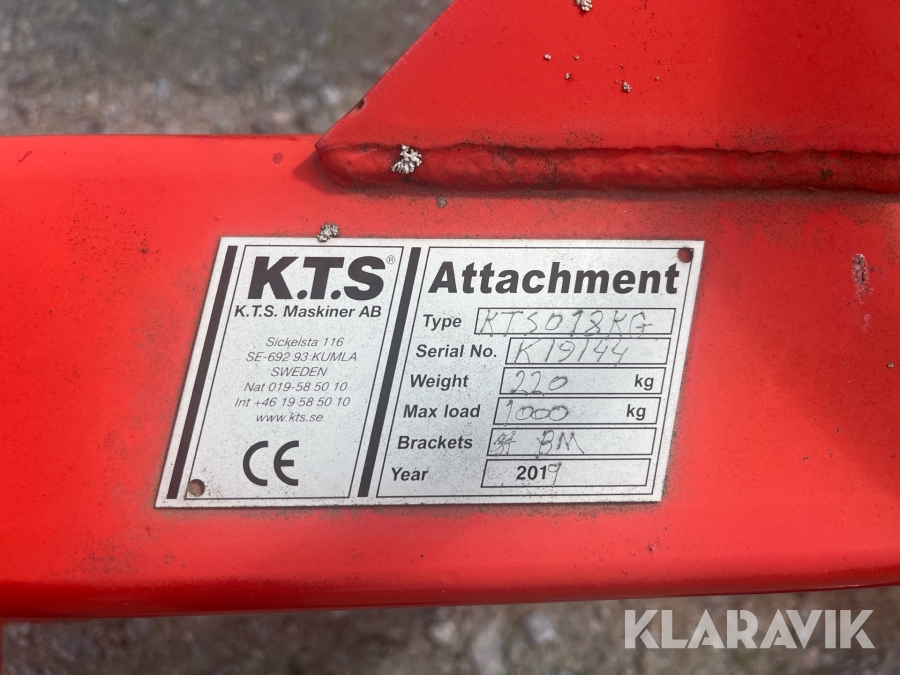 K.T.S®
K.T.S. Maskiner AB
Sickelsta 116
SE-692 93 KUMLA
SWEDEN
Nat 019-58 50 10
Int +46 19 58 50 10
www.kts.se
CE
Attachment
Type KTS018KG
Serial No. K19144
Weight 220 kg
Max load 1000 kg
Brackets BM
Year 2019
KLARAVIK